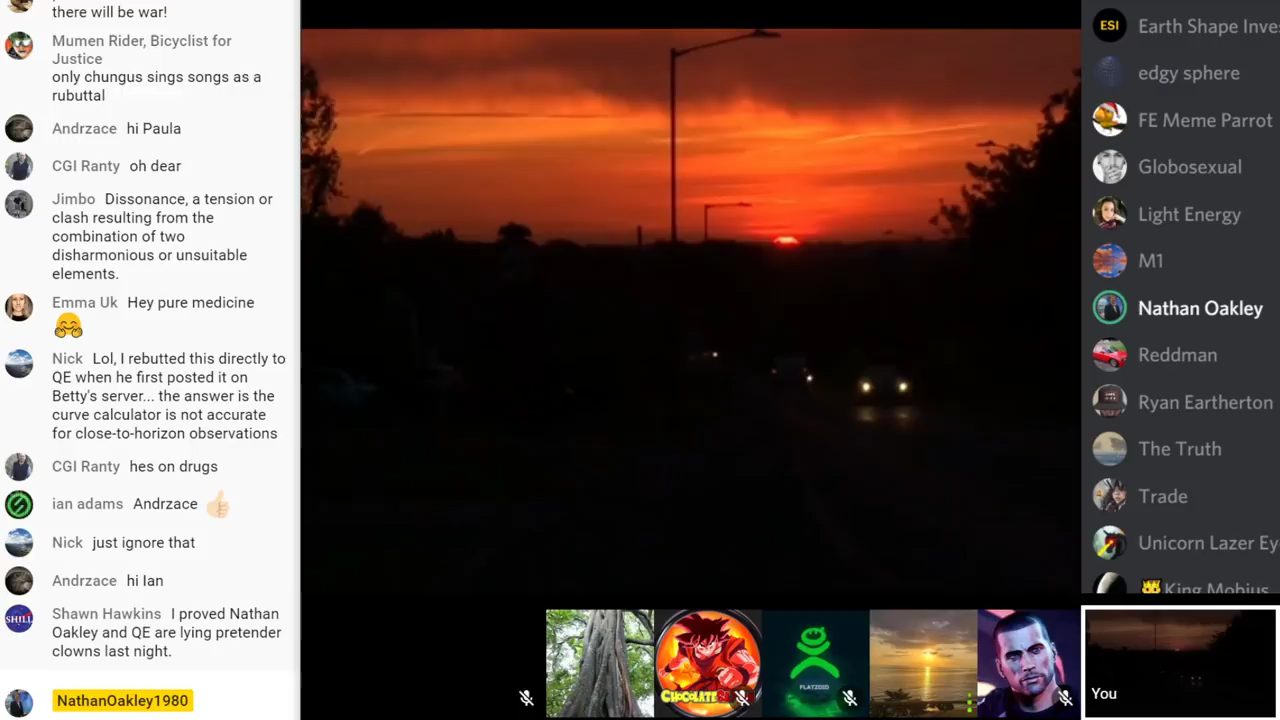 there will be war!
Mumen Rider, Bicyclist for
Justice
only chungus sings songs as a
rubuttal
Andrzace hi Paula
CGI Ranty oh dear
Jimbo Dissonance, a tension or
clash resulting from the
combination of two
disharmonious or unsuitable
elements.
Emma Uk Hey pure medicine
Nick Lol, I rebutted this directly to
QE when he first posted it on
Betty's server... the answer is the
curve calculator is not accurate
for close-to-horizon observations
CGI Ranty hes on drugs
ian adams Andrzace
Nick just ignore that
Andrzace hi Ian
SHILL
Shawn Hawkins I proved Nathan
Oakley and QE are lying pretender
clowns last night.
NathanOakley1980
ESI
Earth Shape Inve
edgy sphere
FE Meme Parrot
Globosexual
Light Energy
M1
Nathan Oakley
Reddman
Ryan Eartherton
The Truth
Trade
Unicorn Lazer Ey
King Mobius
FLATZOID
You